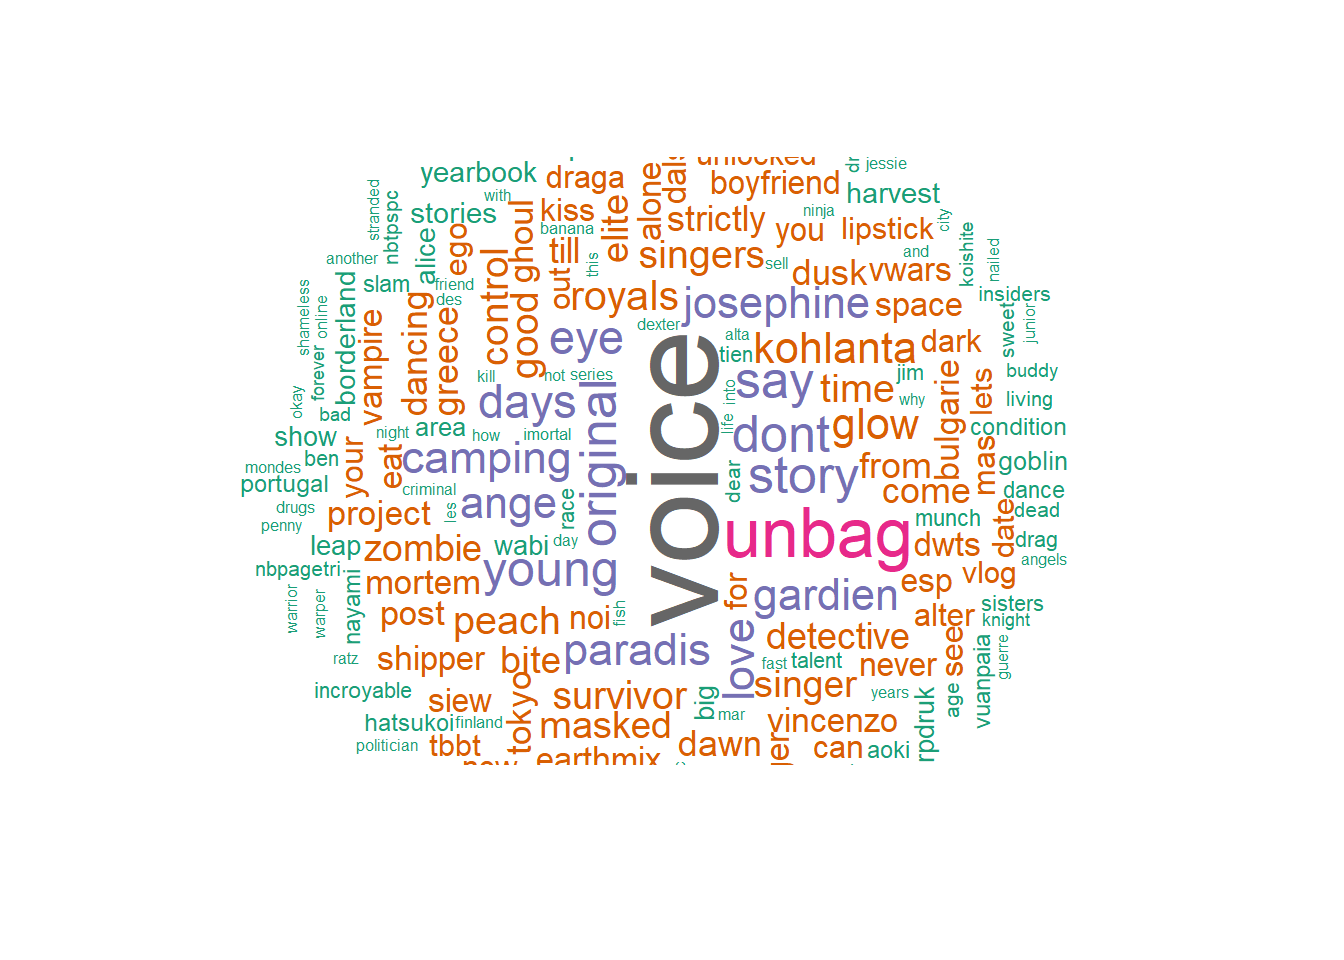 unlocked
jessie
yearbook
draga
boyfriend
harvest
with
stranded
nbtpspc
stories
kiss
banana
elite
alone
strictly
ninja
you
lipstick
city
and
koishite
nailed
another
slam
alice
ego
friend
des
control
good
ghoul
till
out
this
singers
sell
dusk
vwars
insiders
shameless
online
forever
borderland
vampire
dancing
greece
royals
josephine
space
sweet
junior
dexter
alta
tien
eye
kohlanta
dark
okay
kill
not
series
days
original
voice
say
time
jim
why
buddy
bad
night
area
how
imortal
into
life
dont
glow
bulgarie
mas
lets
living
condition
show
ben
your
eat
camping
story
from
goblin
mondes
portugal
criminal
les
ange
dear
come
dance
drugs
penny
project
race
unbag
munch
date
dead
leap
zombie
wabi
day
dwts
drag
angels
nbpagetri
mortem
young
for
gardien
esp
vlog
warrior
warper
nayami
post
peach
noi
fish
alter
sisters
knight
ratz
shipper
bite
paradis
love
detective
never
see
fast
talent
guerre
vuanpaia
incroyable
siew
tokyo
survivor
big
singer
years
age
hatsukoi
finland
masked
mar
vincenzo
rpdruk
politician
tbbt
earthmix
dawn
can
aoki